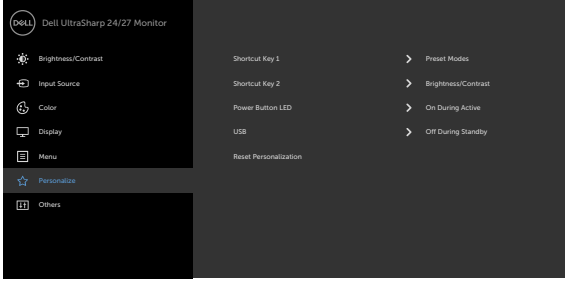 DELL Dell UltraSharp 24/27 Monitor
Brightness/Contrast
Input Source
Color
Display
Menu
Personalize
Others
Shortcut Key 1 Preset Modes
Shortcut Key 2 Brightness/Contrast
Power Button LED On During Active
USB Off During Standby
Reset Personalization